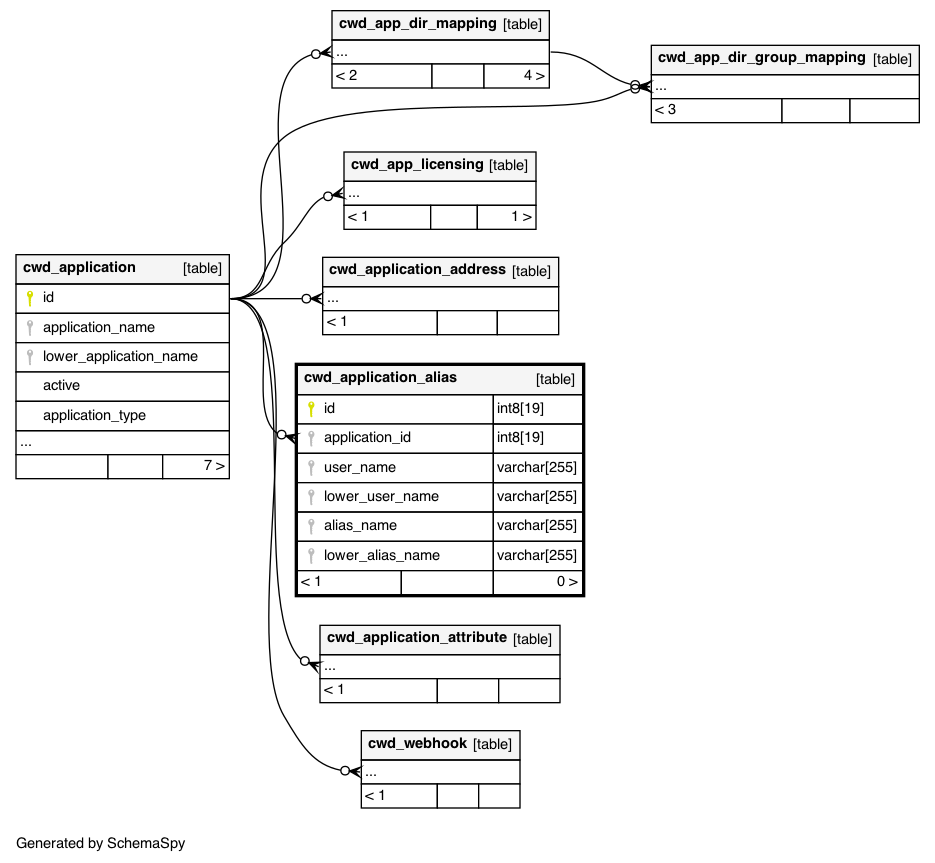 cwd_app_dir_mapping [table]
...
< 2 4 >
cwd_app_dir_group_mapping [table]
...
< 3
cwd_app_licensing [table]
...
< 1 1 >
cwd_application [table]
id
application_name
lower_application_name
active
application_type
...
7 >
cwd_application_address [table]
...
< 1
cwd_application_alias [table]
id int8[19]
application_id int8[19]
user_name varchar[255]
lower_user_name varchar[255]
alias_name varchar[255]
lower_alias_name varchar[255]
< 1 0 >
cwd_application_attribute [table]
...
< 1
cwd_webhook [table]
...
< 1
Generated by SchemaSpy